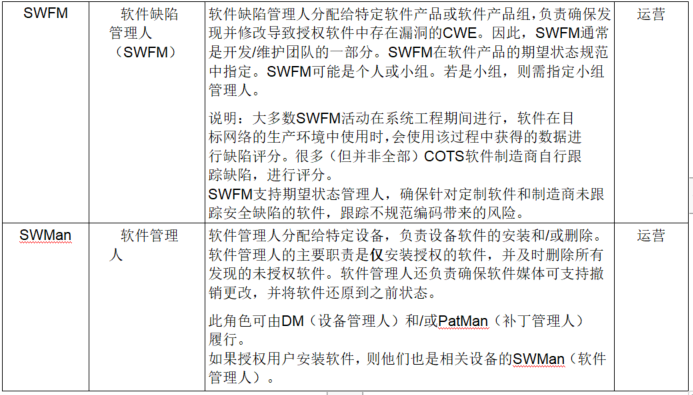 SWFM
软件缺陷
管理人
（SWFM）
软件缺陷管理人分配给特定软件产品或软件产品组，负责确保发
现并修改导致授权软件中存在漏洞的CWE。因此，SWFM通常
是开发/维护团队的一部分。SWFM在软件产品的期望状态规范
中指定。SWFM可能是个人或小组。若是小组，则需指定小组
管理人。
说明：大多数SWFM活动在系统工程期间进行，软件在目
标网络的生产环境中使用时，会使用该过程中获得的数据进
行缺陷评分。很多（但并非全部）COTS软件制造商自行跟
踪缺陷，进行评分。
SWFM支持期望状态管理人，确保针对定制软件和制造商未跟
踪安全缺陷的软件，跟踪不规范编码带来的风险。
运营
SWMan
软件管理
人
软件管理人分配给特定设备，负责设备软件的安装和/或删除。
软件管理人的主要职责是仅安装授权的软件，并及时删除所有
发现的未授权软件。软件管理人还负责确保软件媒体可支持撤
销更改，并将软件还原到之前状态。
此角色可由DM（设备管理人）和/或PatMan（补丁管理人）
履行。
如果授权用户安装软件，则他们也是相关设备的SWMan（软件
管理人）。
运营